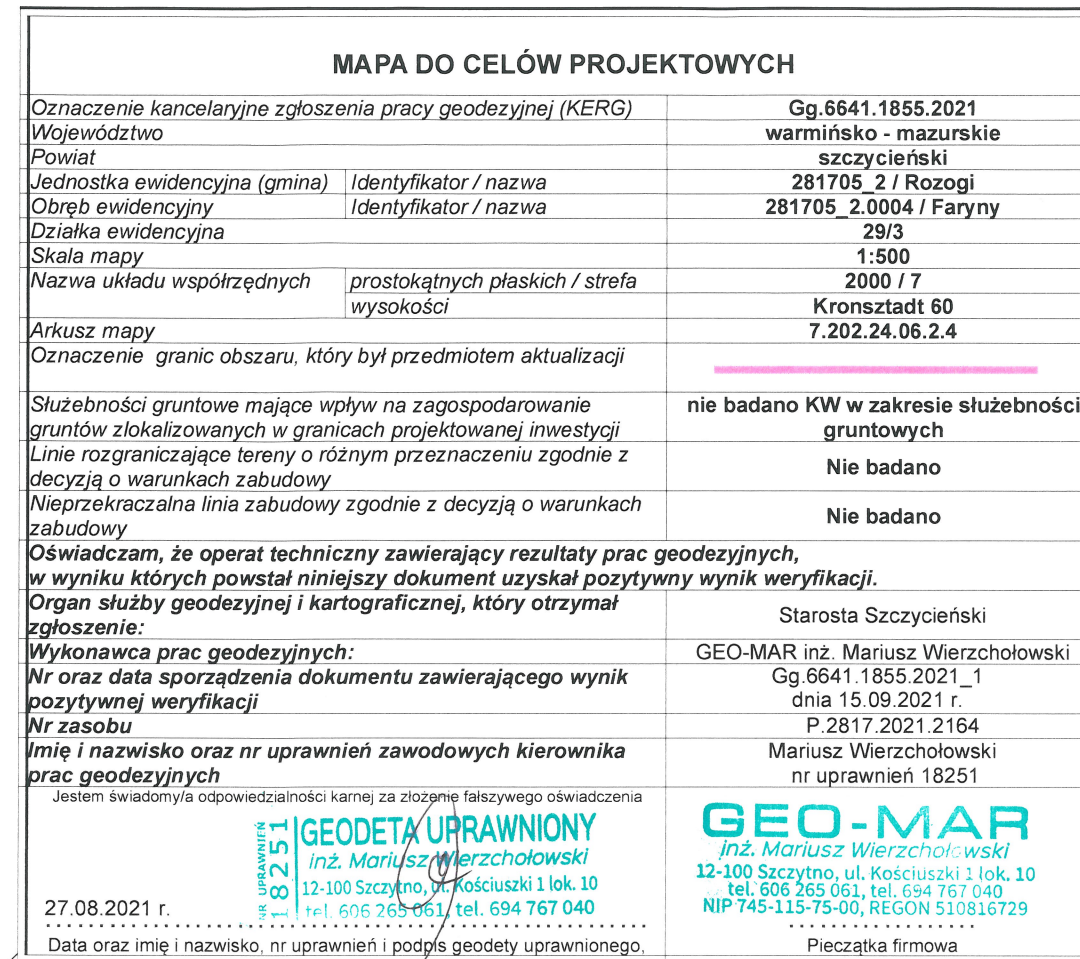 MAPA DO CELÓW PROJEKTOWYCH
Oznaczenie kancelaryjne zgłoszenia pracy geodezyjnej (KERG) Gg.6641.1855.2021
Województwo warmińsko - mazurskie
Powiat szczycieński
Jednostka ewidencyjna (gmina) Identyfikator / nazwa 281705_2 / Rozogi
Obręb ewidencyjny Identyfikator / nazwa 281705_2.0004 / Faryny
Działka ewidencyjna 29/3
Skala mapy 1:500
Nazwa układu współrzędnych prostokątnych płaskich / strefa 2000 / 7
wysokości Kronsztadt 60
Arkusz mapy 7.202.24.06.2.4
Oznaczenie granic obszaru, który był przedmiotem aktualizacji
Służebności gruntowe mające wpływ na zagospodarowanie
gruntów zlokalizowanych w granicach projektowanej inwestycji
nie badano KW w zakresie służebności
gruntowych
Linie rozgraniczające tereny o różnym przeznaczeniu zgodnie z
decyzją o warunkach zabudowy
Nie badano
Nieprzekraczalna linia zabudowy zgodnie z decyzją o warunkach
zabudowy
Nie badano
Oświadczam, że operat techniczny zawierający rezultaty prac geodezyjnych,
w wyniku których powstał niniejszy dokument uzyskał pozytywny wynik weryfikacji.
Organ służby geodezyjnej i kartograficznej, który otrzymał
zgłoszenie:
Starosta Szczycieński
Wykonawca prac geodezyjnych: GEO-MAR inż. Mariusz Wierzchołowski
Nr oraz data sporządzenia dokumentu zawierającego wynik
pozytywnej weryfikacji
Gg.6641.1855.2021_1
dnia 15.09.2021 r.
Nr zasobu P.2817.2021.2164
Imię i nazwisko oraz nr uprawnień zawodowych kierownika
prac geodezyjnych
Mariusz Wierzchołowski
nr uprawnień 18251
Jestem świadomy/a odpowiedzialności karnej za złożenie fałszywego oświadczenia
NR UPRAWNIEŃ
18251
GEODETA UPRAWNIONY
inż. Mariusz Wierzchołowski
12-100 Szczytno, ul. Kościuszki 1 lok. 10
tel. 606 265 061, tel. 694 767 040
27.08.2021 r.
Data oraz imię i nazwisko, nr uprawnień i podpis geodety uprawnionego,
GEO-MAR
inż. Mariusz Wierzchołowski
12-100 Szczytno, ul. Kościuszki 1 lok. 10
tel. 606 265 061, tel. 694 767 040
NIP 745-115-75-00, REGON 510816729
Pieczątka firmowa